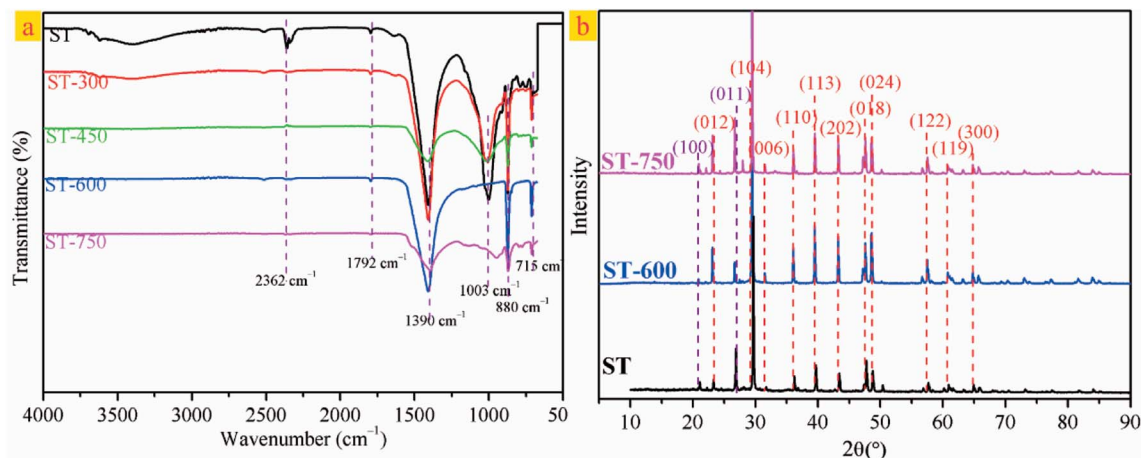 a
ST
ST-300
ST-450
ST-600
ST-750
2362 cm⁻¹
1792 cm⁻¹
1390 cm⁻¹
1003 cm⁻¹
880 cm⁻¹
715 cm⁻¹
Transmittance (%)
4000 3500 3000 2500 2000 1500 1000 50
Wavenumber (cm⁻¹)
b
(104)
(113)
(024)
(011)
(018)
(012)
(110)
(202)
(122)
(100)
(006)
(119)
(300)
ST-750
ST-600
ST
Intensity
10 20 30 40 50 60 70 80 90
2θ(°)